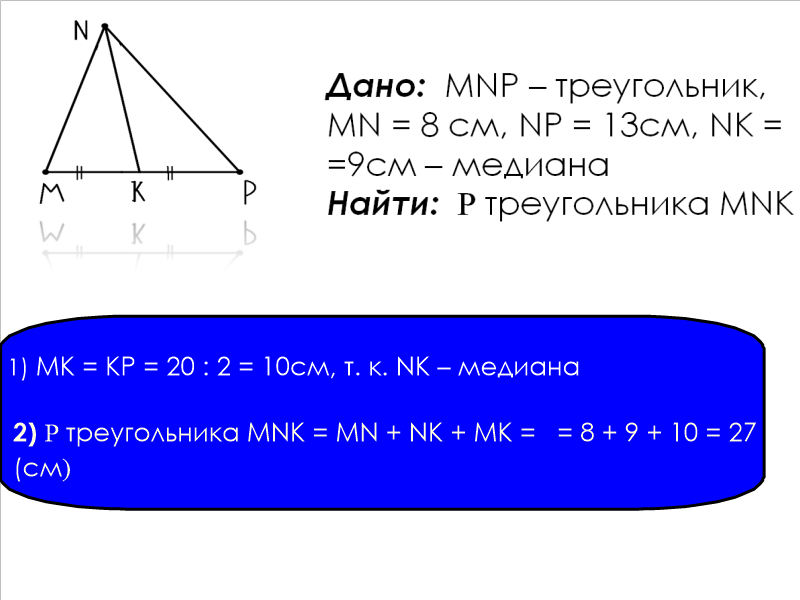 N
M K P
Дано: MNP – треугольник,
MN = 8 см, NP = 13см, NK =
=9см – медиана
Найти: P треугольника MNK
1) MK = KP = 20 : 2 = 10см, т. к. NK – медиана
2) P треугольника MNK = MN + NK + MK = = 8 + 9 + 10 = 27
(см)